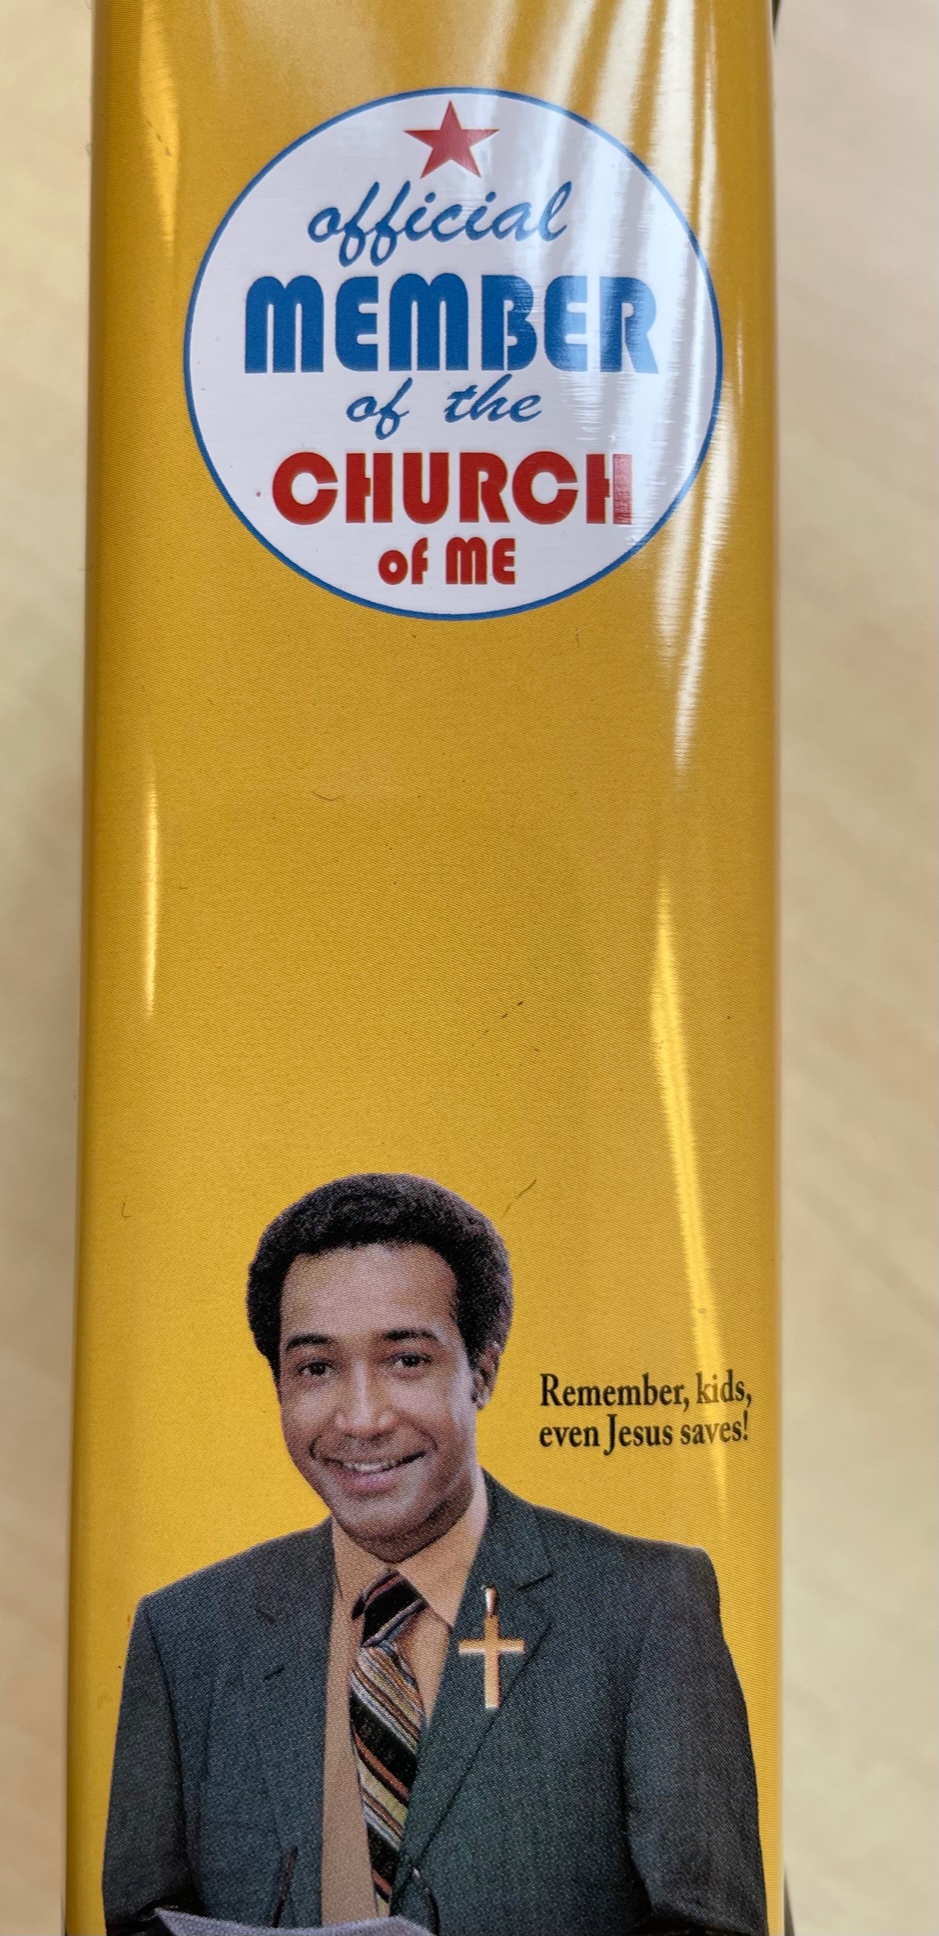 official
MEMBER
of the
CHURCH
of ME
Remember, kids,
even Jesus saves!